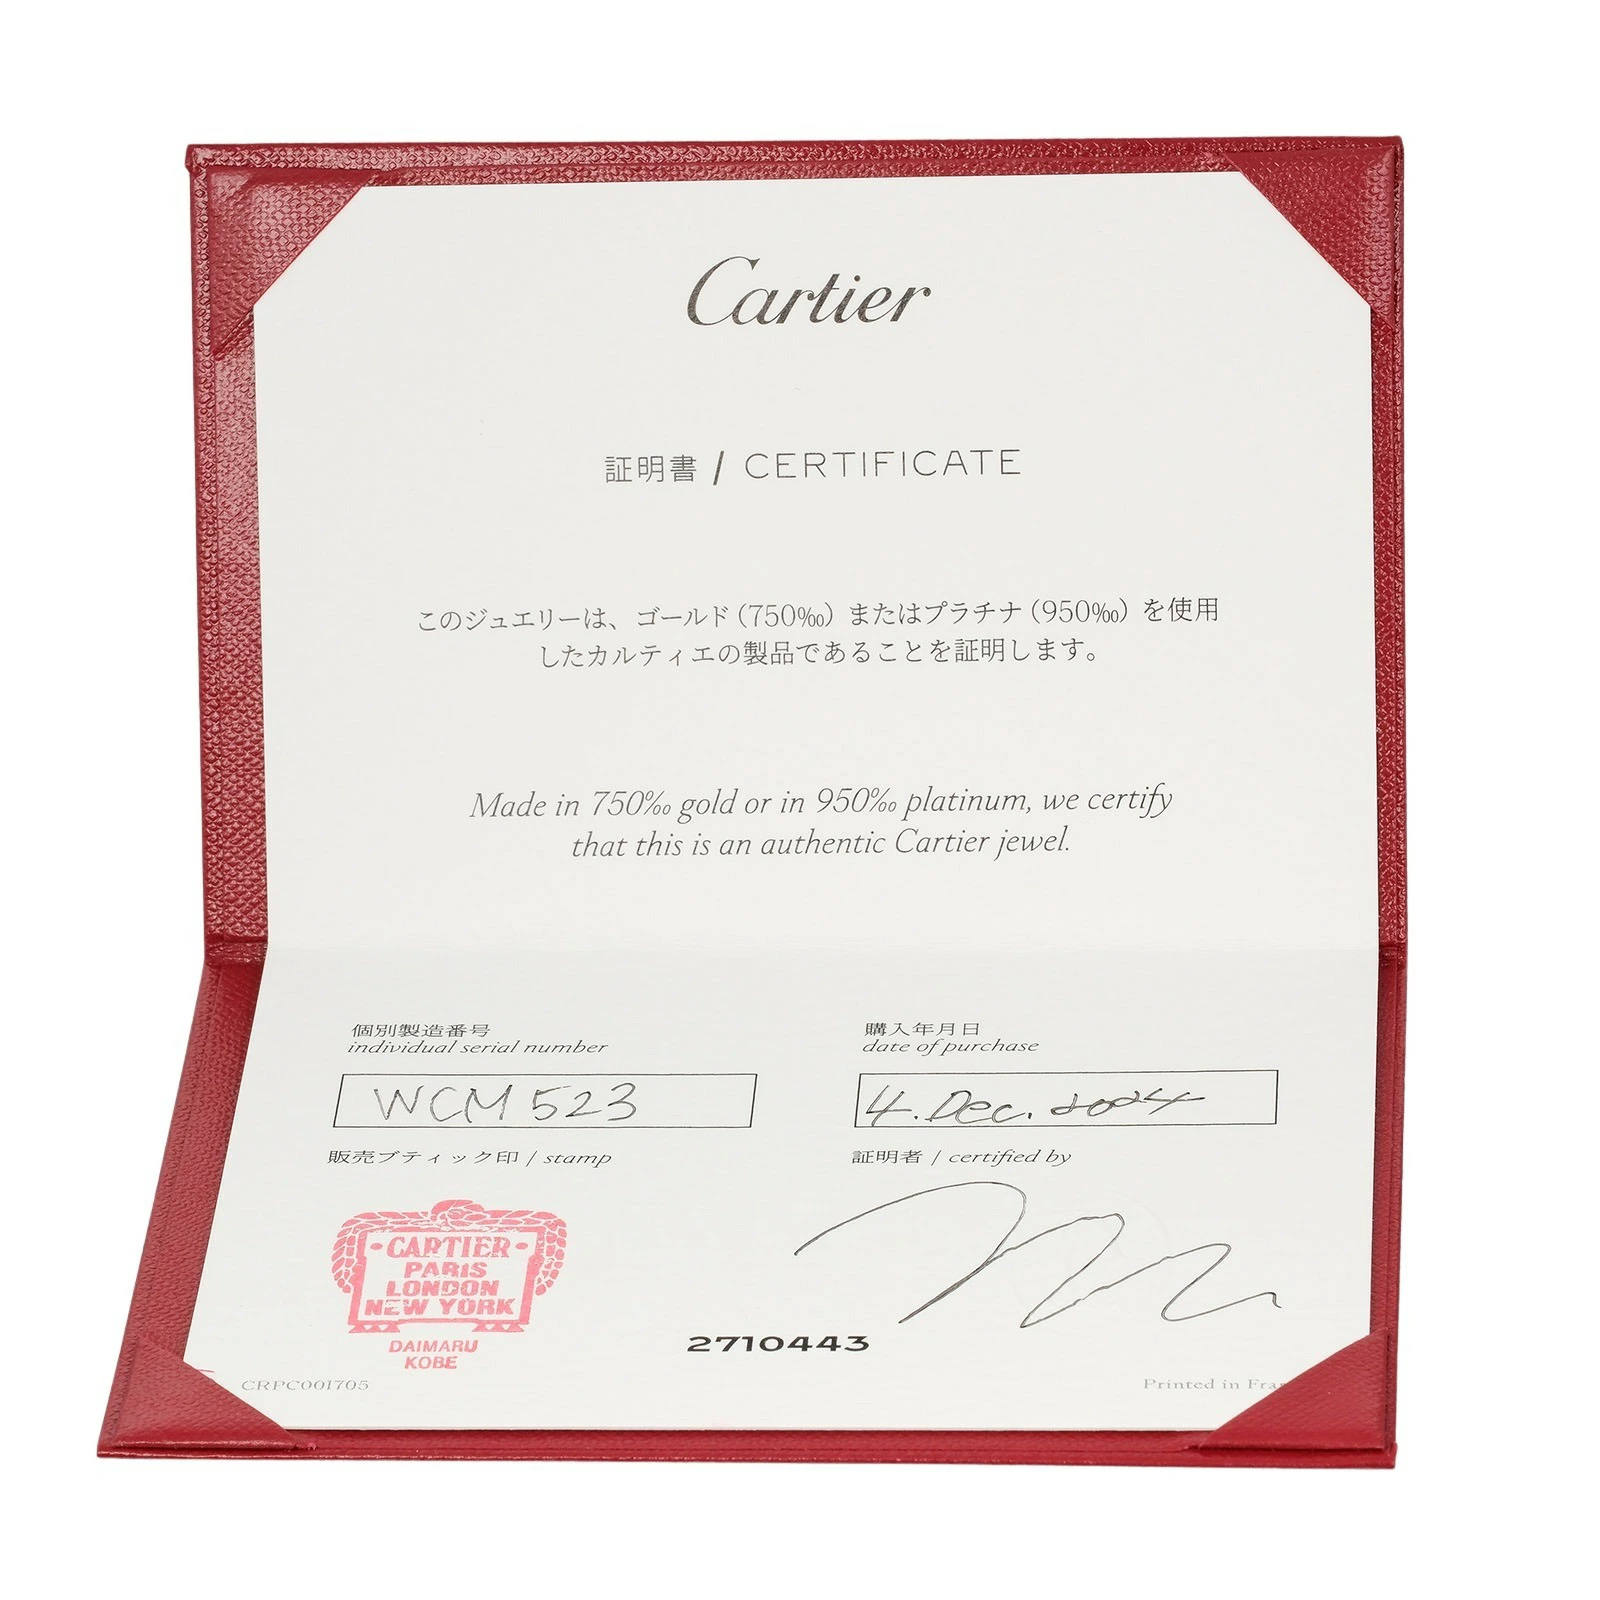 Cartier
証明書 / CERTIFICATE
このジュエリーは、ゴールド（750‰）またはプラチナ（950‰）を使用
したカルティエの製品であることを証明します。
Made in 750‰ gold or in 950‰ platinum, we certify
that this is an authentic Cartier jewel.
個別製造番号
individual serial number
WCM523
販売ブティック印 / stamp
購入年月日
date of purchase
4. Dec. 2024
証明者 / certified by
CARTIER
PARIS
LONDON
NEW YORK
DAIMARU
KOBE
2710443
CRPC001705
Printed in